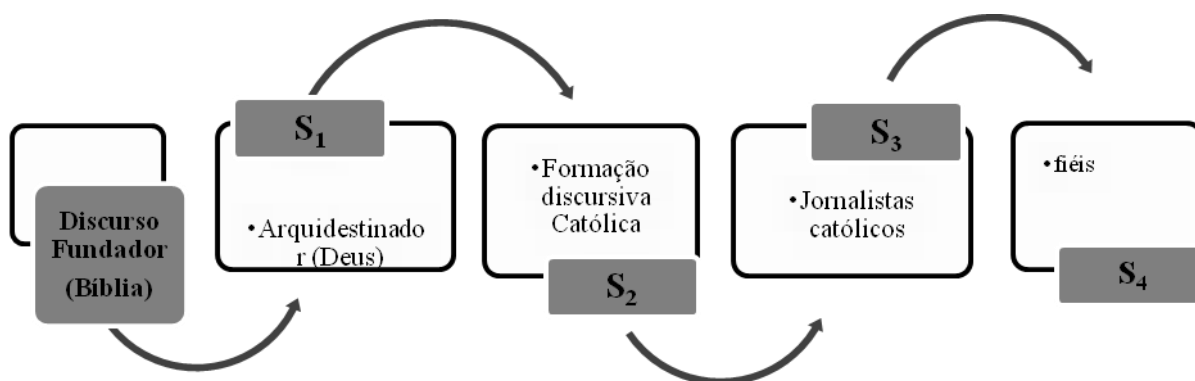 Discurso
Fundador
(Bíblia)
S₁
•Arquidestinado
r (Deus)
•Formação
discursiva
Católica
S₂
S₃
•Jornalistas
católicos
•fiéis
S₄